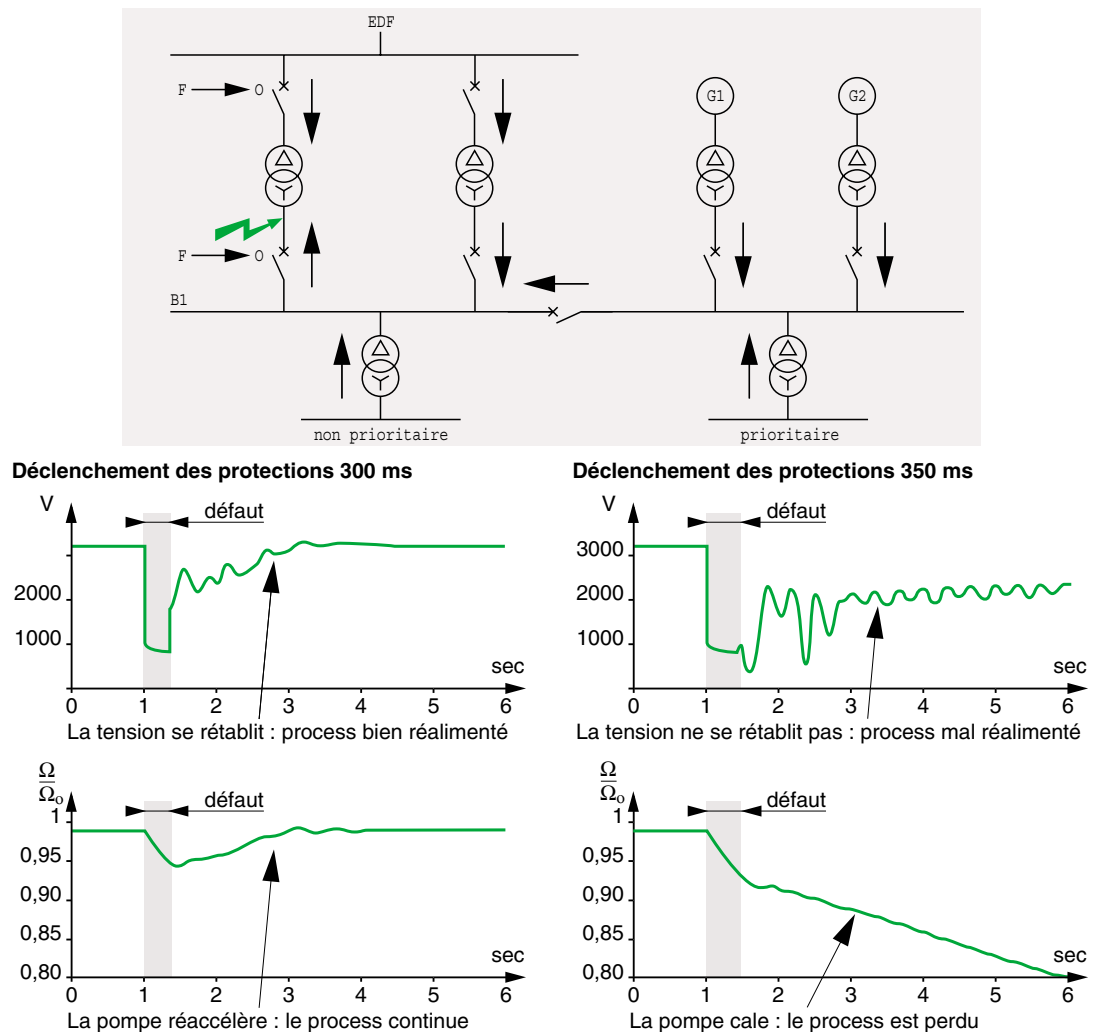 EDF
F O
G1 G2
F O
B1
non prioritaire prioritaire
Déclenchement des protections 300 ms
V
défaut
2000
1000
sec
0 1 2 3 4 5 6
La tension se rétablit : process bien réalimenté
Déclenchement des protections 350 ms
V
défaut
3000
2000
1000
sec
0 1 2 3 4 5 6
La tension ne se rétablit pas : process mal réalimenté
Ω
Ωo
défaut
1
0,95
0,90
0,85
0,80
sec
0 1 2 3 4 5 6
La pompe réaccélère : le process continue
Ω
Ωo
défaut
1
0,95
0,90
0,85
0,80
sec
0 1 2 3 4 5 6
La pompe cale : le process est perdu